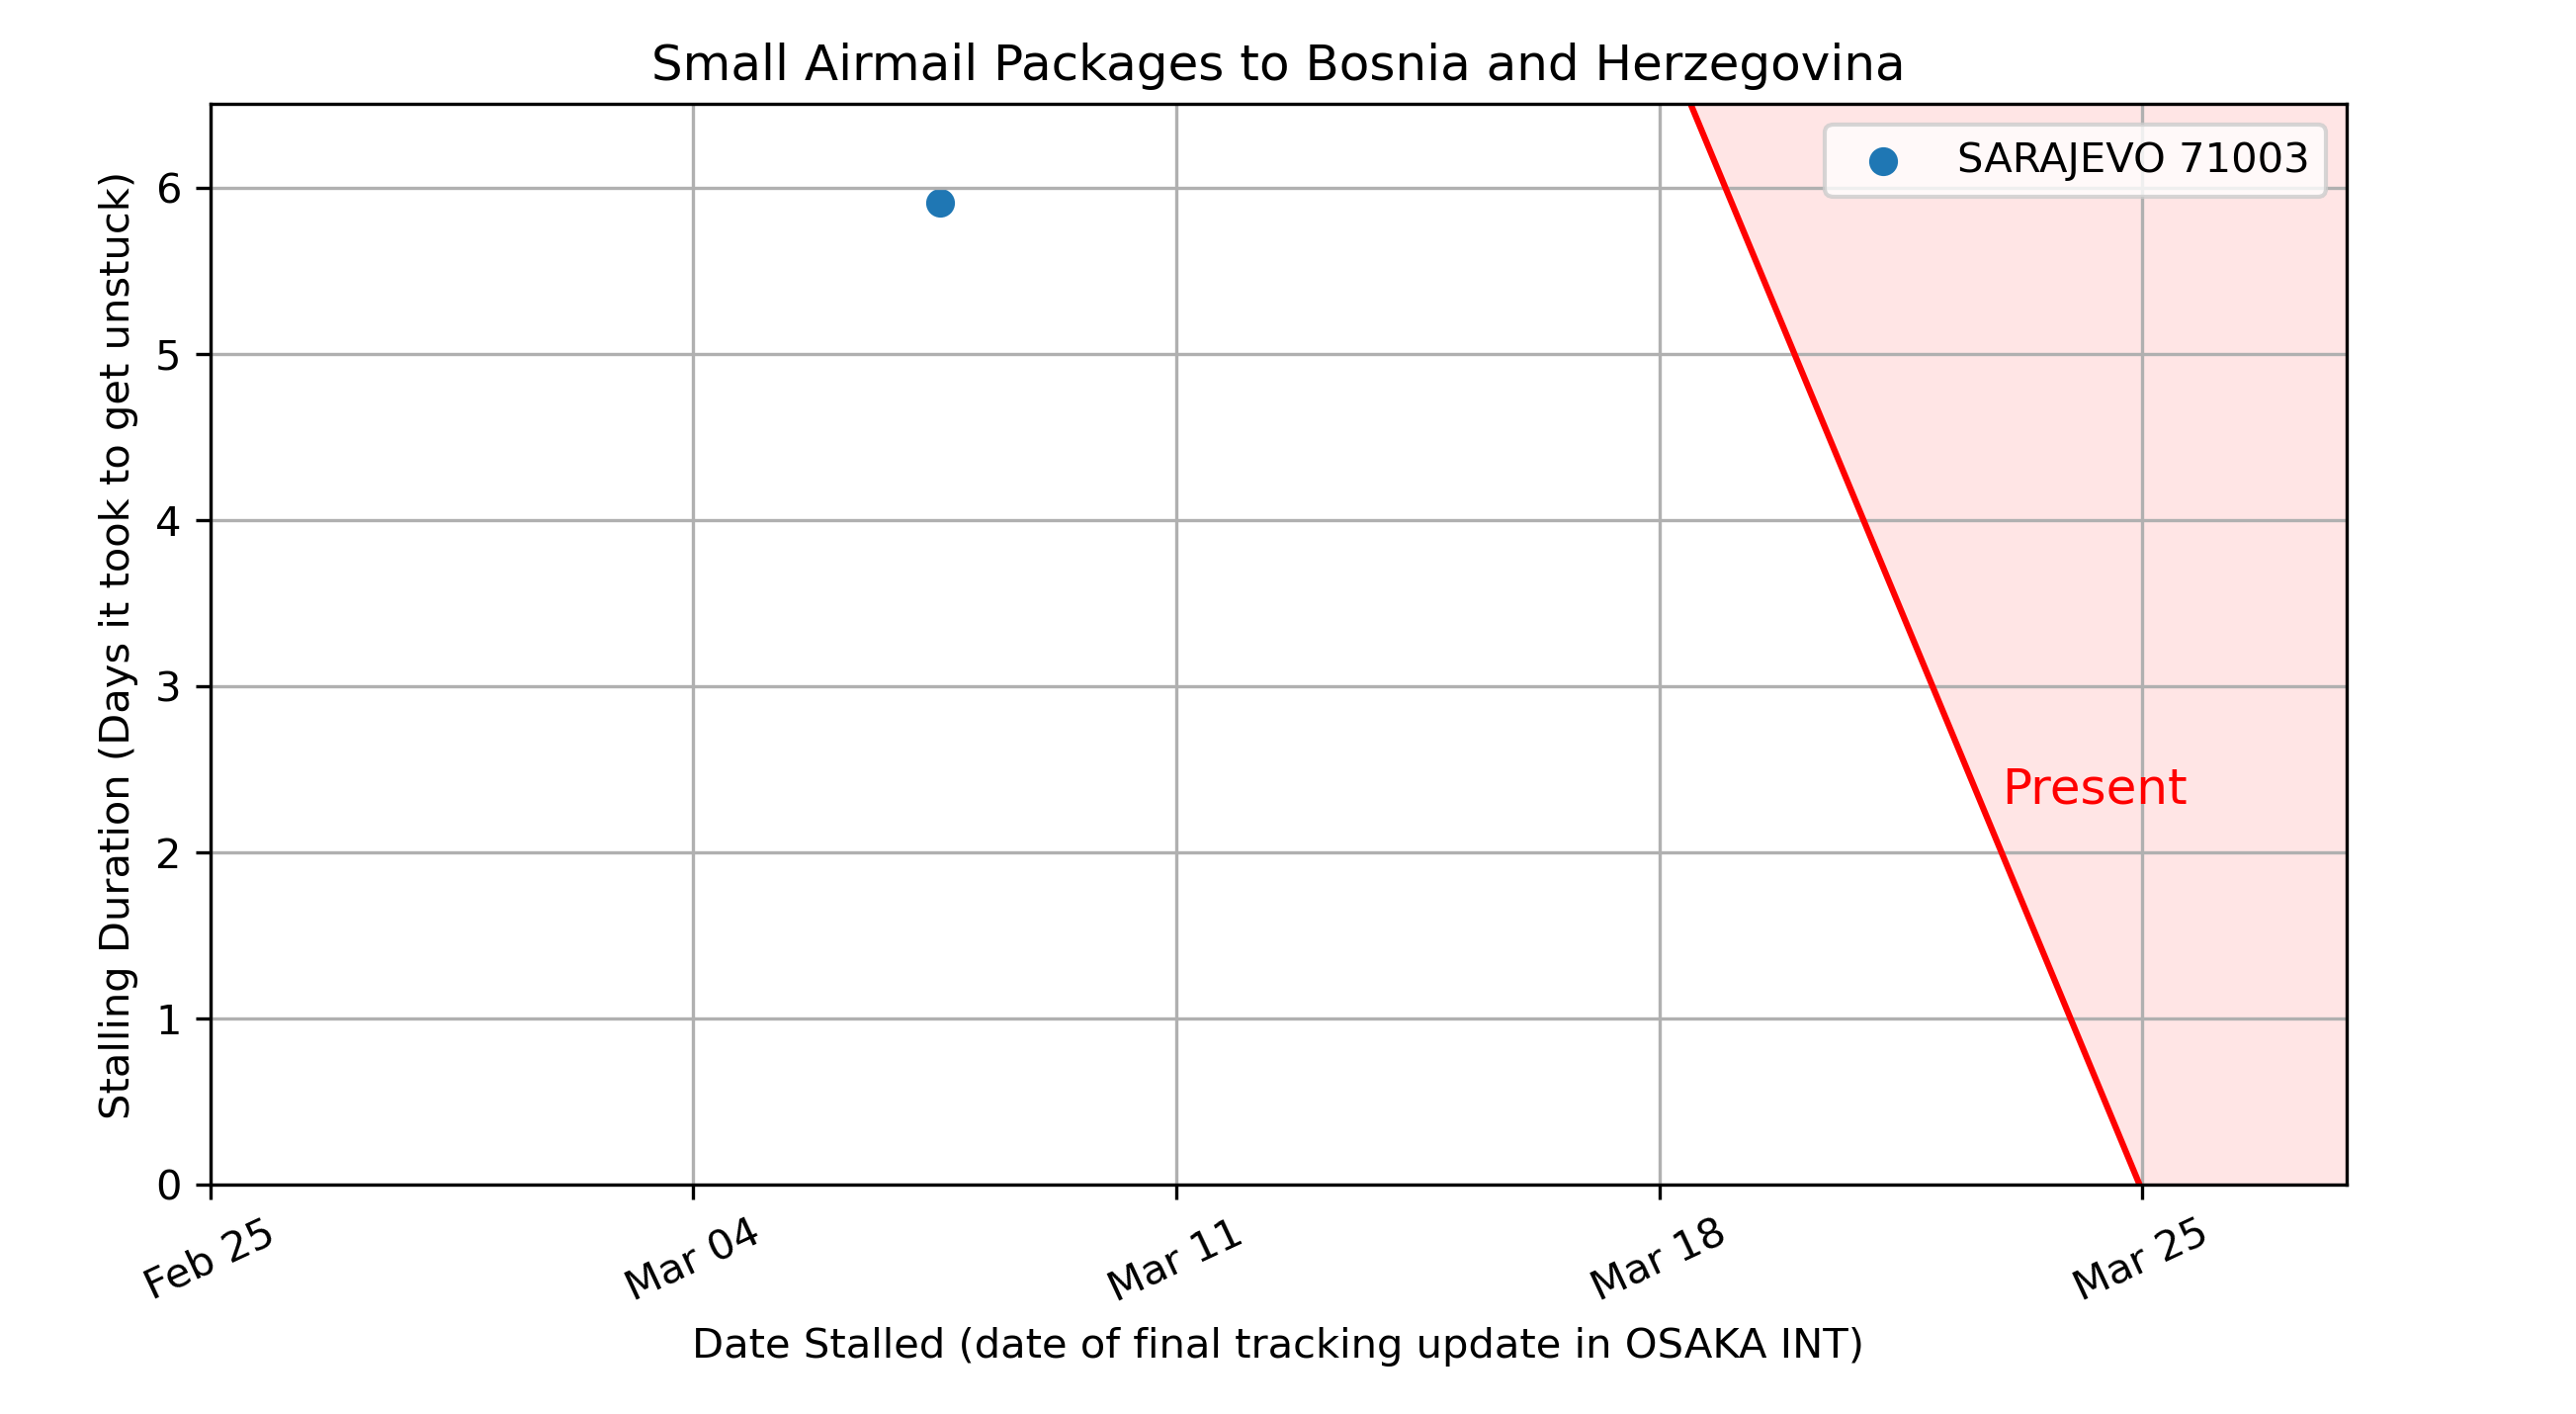 Small Airmail Packages to Bosnia and Herzegovina
SARAJEVO 71003
Stalling Duration (Days it took to get unstuck)
6
5
4
3
2
1
0
Present
Feb 25
Mar 04
Mar 11
Mar 18
Mar 25
Date Stalled (date of final tracking update in OSAKA INT)